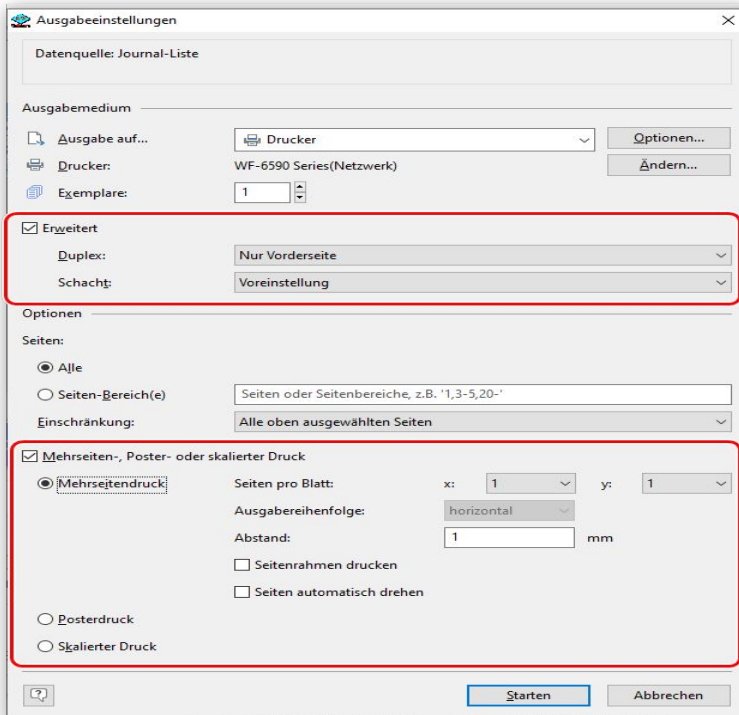 Ausgabeeinstellungen
Datenquelle: Journal-Liste
Ausgabemedium
Ausgabe auf... Drucker Optionen...
Drucker: WF-6590 Series(Netzwerk) Ändern...
Exemplare: 1
Erweitert
Duplex: Nur Vorderseite
Schacht: Voreinstellung
Optionen
Seiten:
Alle
Seiten-Bereich(e) Seiten oder Seitenbereiche, z.B. '1,3-5,20-'
Einschränkung: Alle oben ausgewählten Seiten
Mehrseiten-, Poster- oder skalierter Druck
Mehrseitendruck Seiten pro Blatt: x: 1 y: 1
Ausgabereihenfolge: horizontal
Abstand: 1 mm
Seitenrahmen drucken
Seiten automatisch drehen
Posterdruck
Skalierter Druck
? Starten Abbrechen